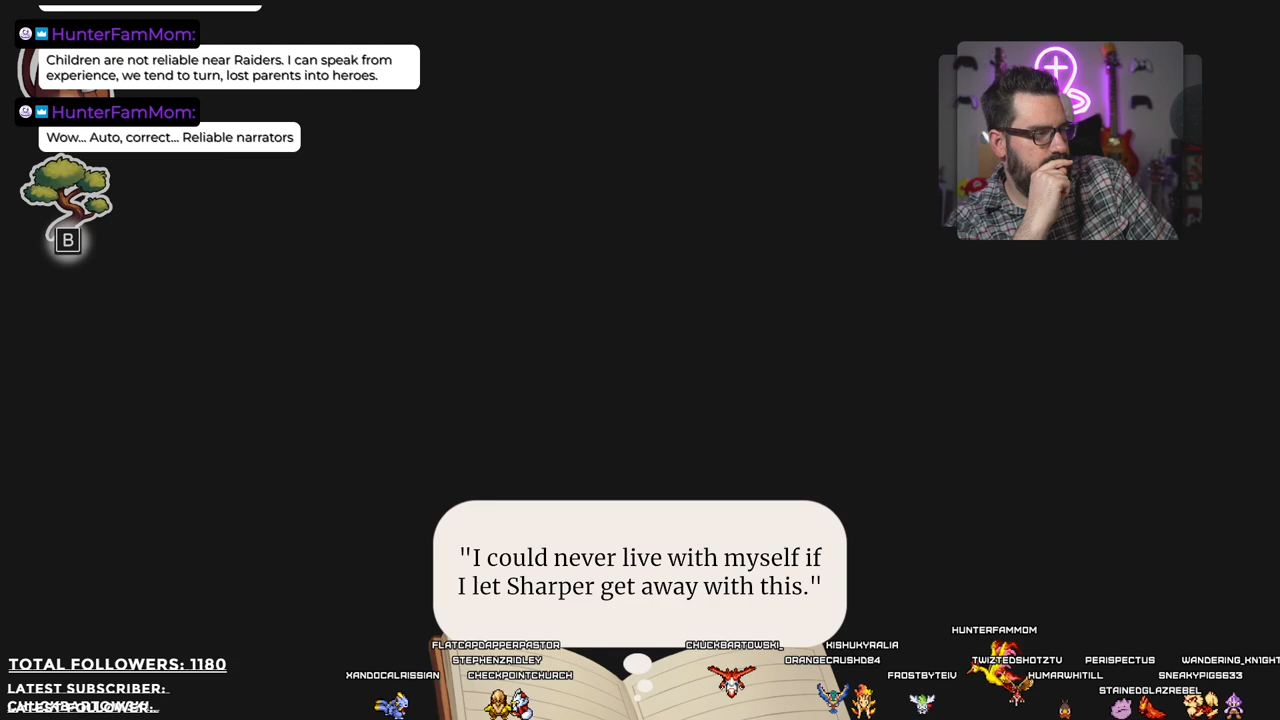 HunterFamMom:
Children are not reliable near Raiders. I can speak from
experience, we tend to turn, lost parents into heroes.
HunterFamMom:
Wow... Auto, correct... Reliable narrators
B
"I could never live with myself if
I let Sharper get away with this."
TOTAL FOLLOWERS: 1180
LATEST SUBSCRIBER:
XANDOCALRISSIAN
FLATCAPDAPPERPASTOR
STEPHENZRIDLEY
CHECKPOINTCHURCH
CHUCKBARTOWSKI_
KISHUKYRALIA
ORANGECRUSHD84
FROSTBYTEIV
HUNTERFAMMOM
TWIZTEDSHOTZTV
HUMARWHITILL
PERISPECTUS
STAINEDGLAZREBEL
WANDERING_KN1GHT
SNEAKYPIGS633